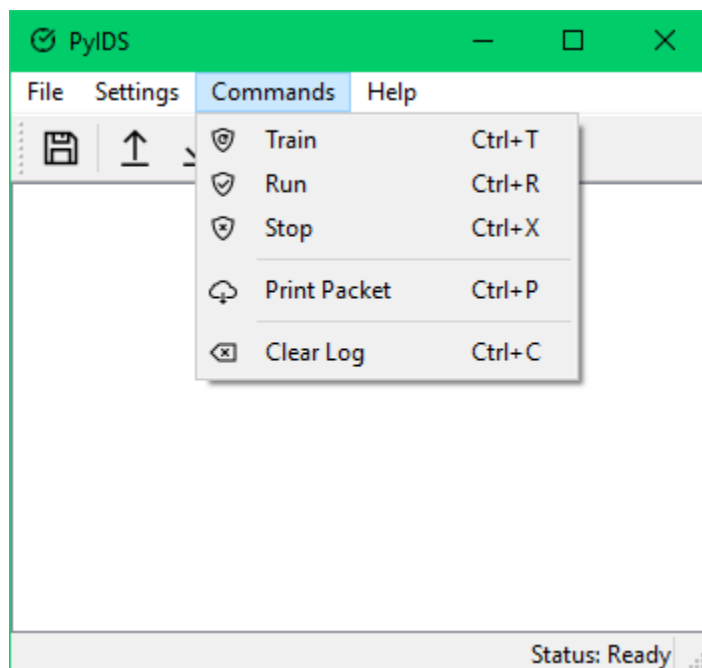 PyIDS
File Settings Commands Help
Train Ctrl+T
Run Ctrl+R
Stop Ctrl+X
Print Packet Ctrl+P
Clear Log Ctrl+C
Status: Ready